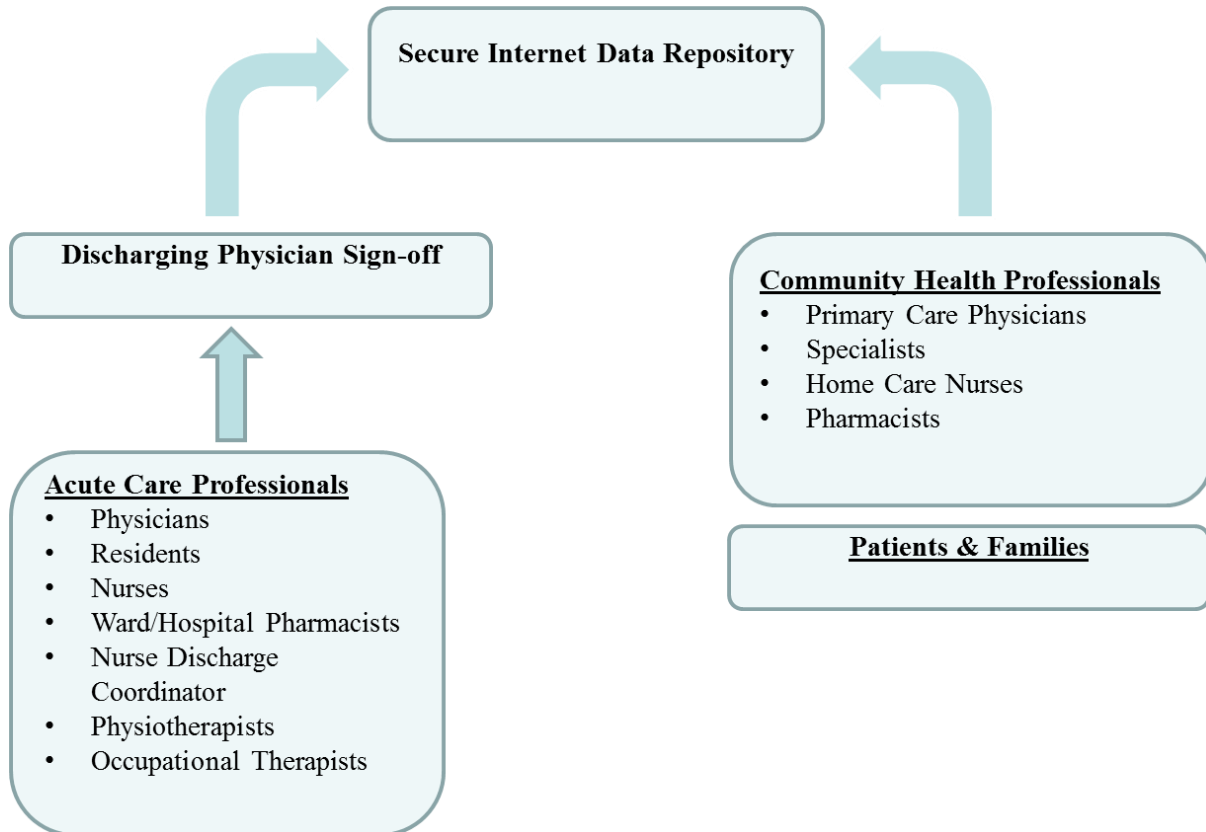 Secure Internet Data Repository
Discharging Physician Sign-off
Acute Care Professionals
• Physicians
• Residents
• Nurses
• Ward/Hospital Pharmacists
• Nurse Discharge
Coordinator
• Physiotherapists
• Occupational Therapists
Community Health Professionals
• Primary Care Physicians
• Specialists
• Home Care Nurses
• Pharmacists
Patients & Families